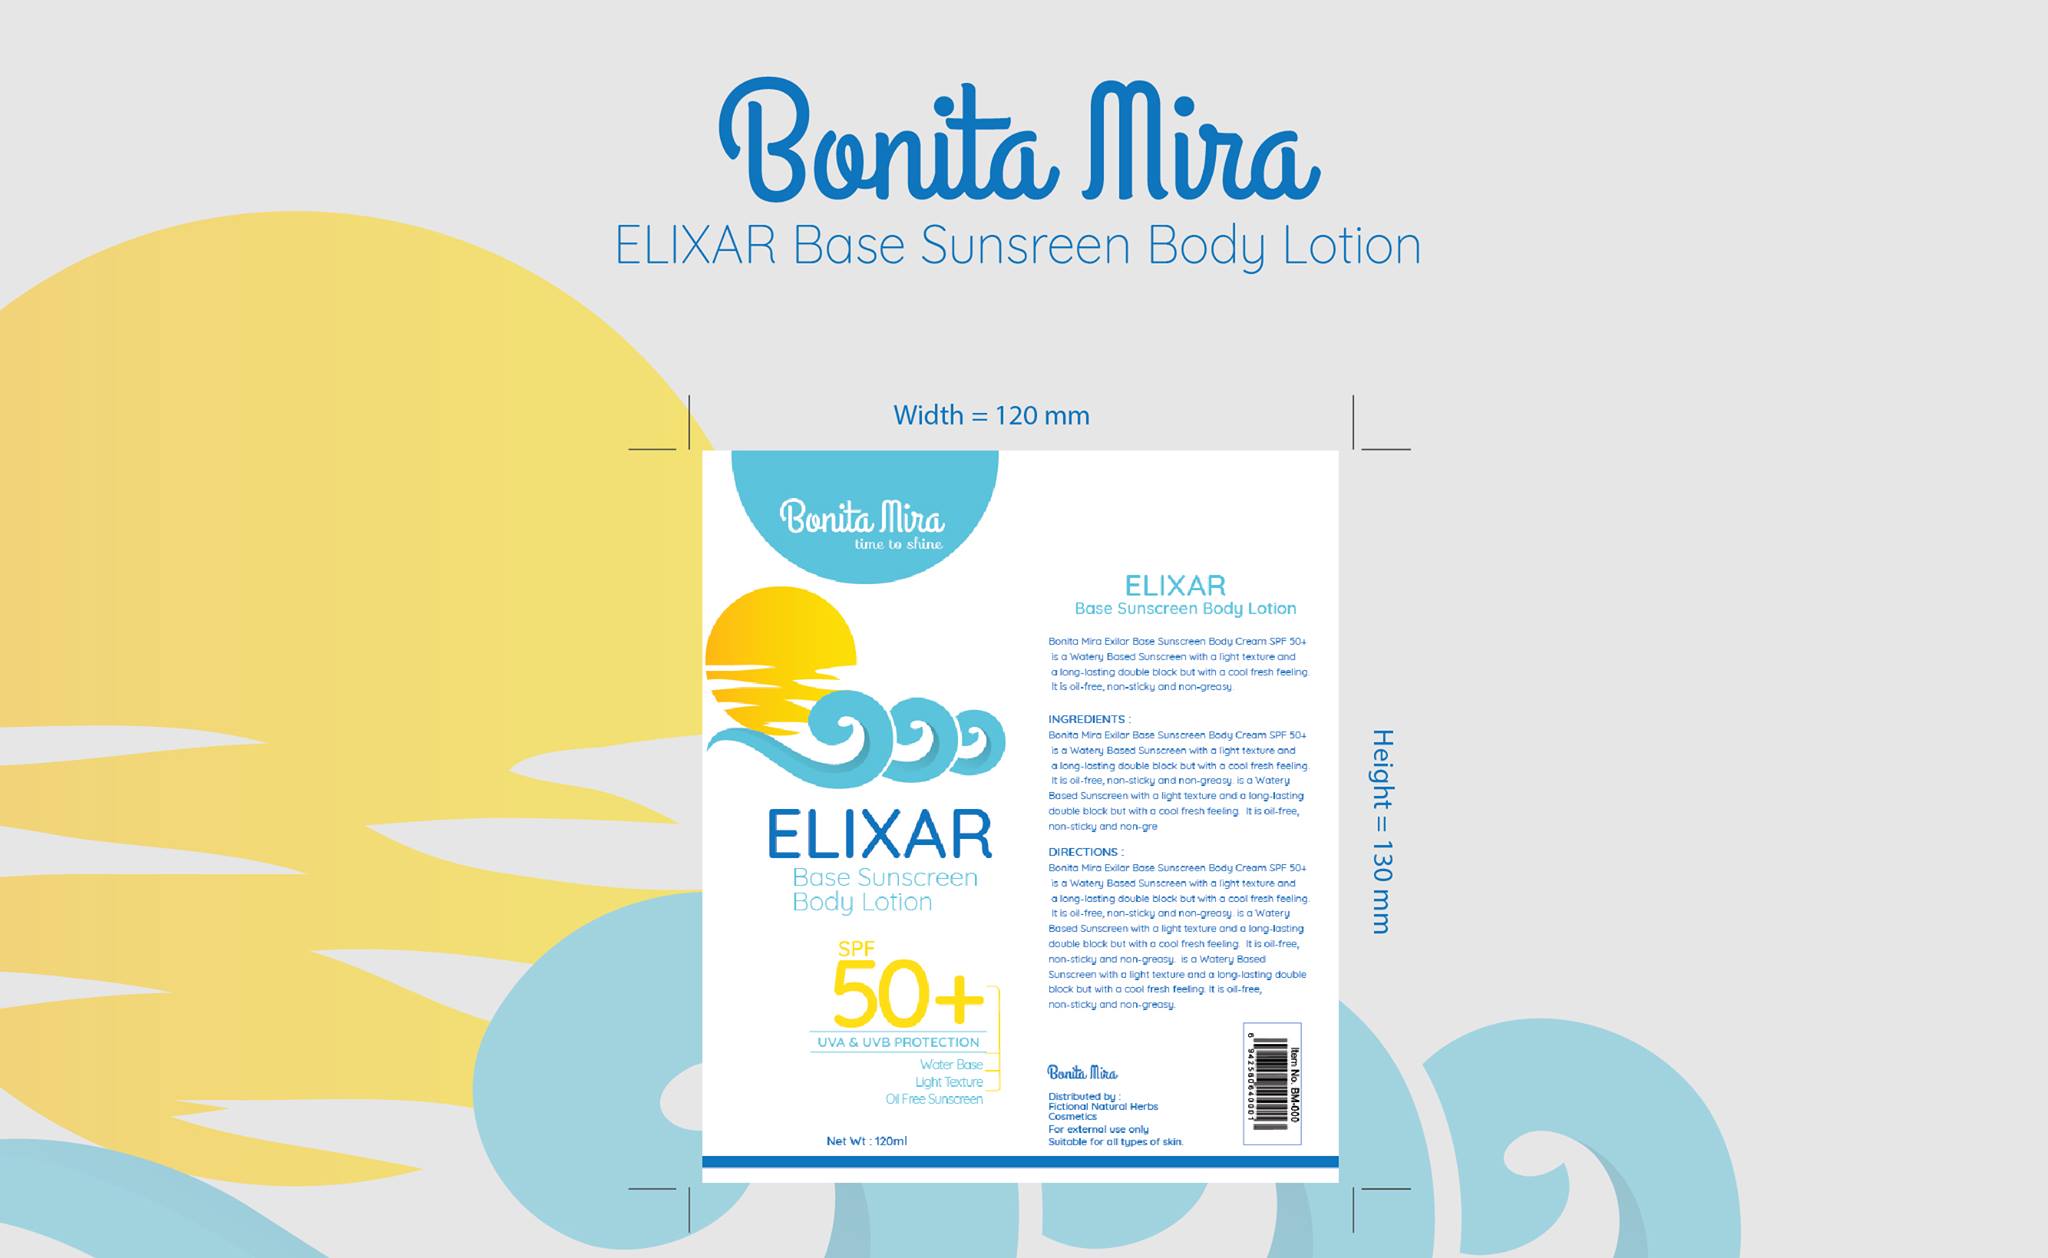 Bonita Mira
ELIXAR Base Sunsreen Body Lotion
Width = 120 mm
Height = 130 mm
Bonita Mira
time to shine
ELIXAR
Base Sunscreen
Body Lotion
SPF
50+
UVA & UVB PROTECTION
Water Base
Light Texture
Oil Free Sunscreen
Net Wt : 120ml
ELIXAR
Base Sunscreen Body Lotion
Bonita Mira Exilar Base Sunscreen Body Cream SPF 50+
is a Watery Based Sunscreen with a light texture and
a long-lasting double block but with a cool fresh feeling.
It is oil-free, non-sticky and non-greasy.
INGREDIENTS :
Bonita Mira Exilar Base Sunscreen Body Cream SPF 50+
is a Watery Based Sunscreen with a light texture and
a long-lasting double block but with a cool fresh feeling.
It is oil-free, non-sticky and non-greasy. is a Watery
Based Sunscreen with a light texture and a long-lasting
double block but with a cool fresh feeling. It is oil-free,
non-sticky and non-gre
DIRECTIONS :
Bonita Mira Exilar Base Sunscreen Body Cream SPF 50+
is a Watery Based Sunscreen with a light texture and
a long-lasting double block but with a cool fresh feeling.
It is oil-free, non-sticky and non-greasy. is a Watery
Based Sunscreen with a light texture and a long-lasting
double block but with a cool fresh feeling. It is oil-free,
non-sticky and non-greasy. is a Watery Based
Sunscreen with a light texture and a long-lasting double
block but with a cool fresh feeling. It is oil-free,
non-sticky and non-greasy.
Bonita Mira
Distributed by :
Fictional Natural Herbs
Cosmetics
For external use only
Suitable for all types of skin.
Item No. BM-000
6 942580640001